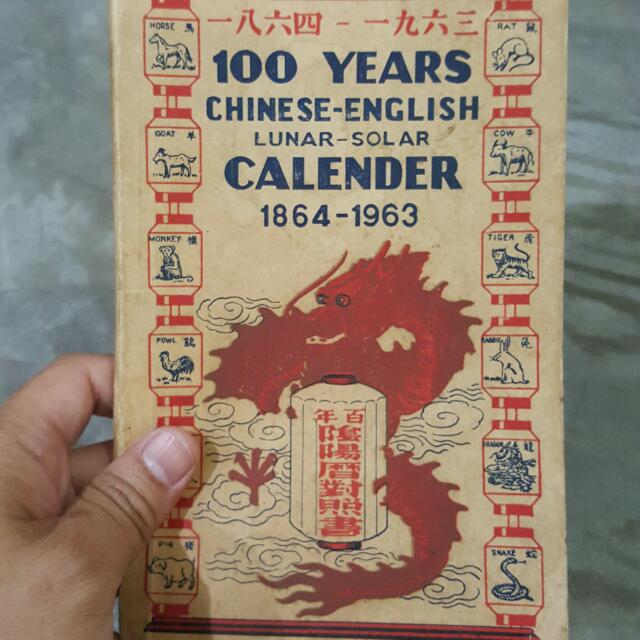 一八六四 - 一九六三
100 YEARS
CHINESE-ENGLISH
LUNAR-SOLAR
CALENDER
1864-1963
百年
陰陽曆對照書
HORSE 馬
GOAT 羊
MONKEY 猴
FOWL 鷄
PIG 猪
RAT 鼠
COW 牛
TIGER 虎
RABBIT 兔
DRAGON 龍
SNAKE 蛇